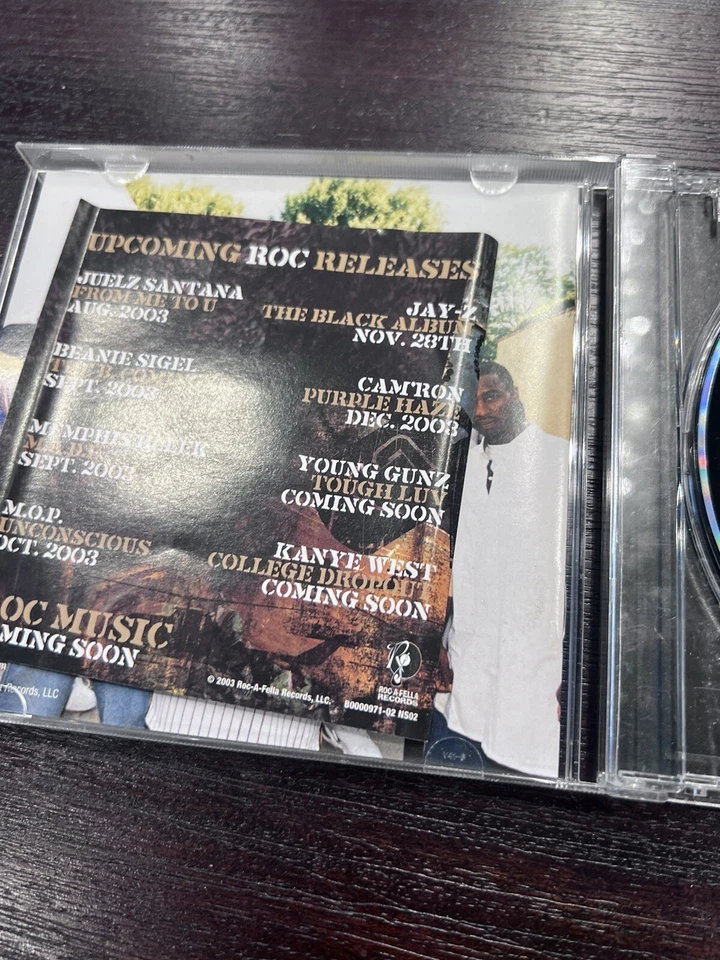 UPCOMING ROC RELEASES
JUELZ SANTANA
FROM ME TO U
AUG. 2003
BEANIE SIGEL
SEPT. 2003
SEPT. 2003
M.O.P.
UNCONSCIOUS
OCT. 2003
JAY-Z
THE BLACK ALBUM
NOV. 28TH
CAM'RON
PURPLE HAZE
DEC. 2003
YOUNG GUNZ
TOUGH LUV
COMING SOON
KANYE WEST
COLLEGE DROPOUT
COMING SOON
OC MUSIC
MING SOON
© 2003 Roc-A-Fella Records, LLC.
B0000971-02 NS02
ROC-A-FELLA
RECORDS
Records, LLC